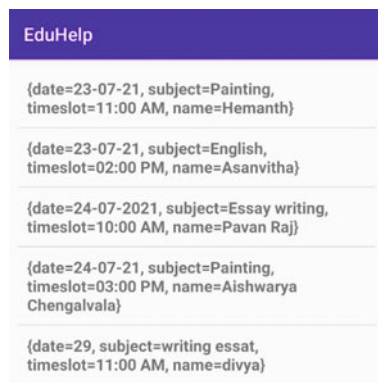 EduHelp
{date=23-07-21, subject=Painting,
timeslot=11:00 AM, name=Hemanth}
{date=23-07-21, subject=English,
timeslot=02:00 PM, name=Asanvitha}
{date=24-07-2021, subject=Essay writing,
timeslot=10:00 AM, name=Pavan Raj}
{date=24-07-21, subject=Painting,
timeslot=03:00 PM, name=Aishwarya
Chengalvala}
{date=29, subject=writing essat,
timeslot=11:00 AM, name=divya}